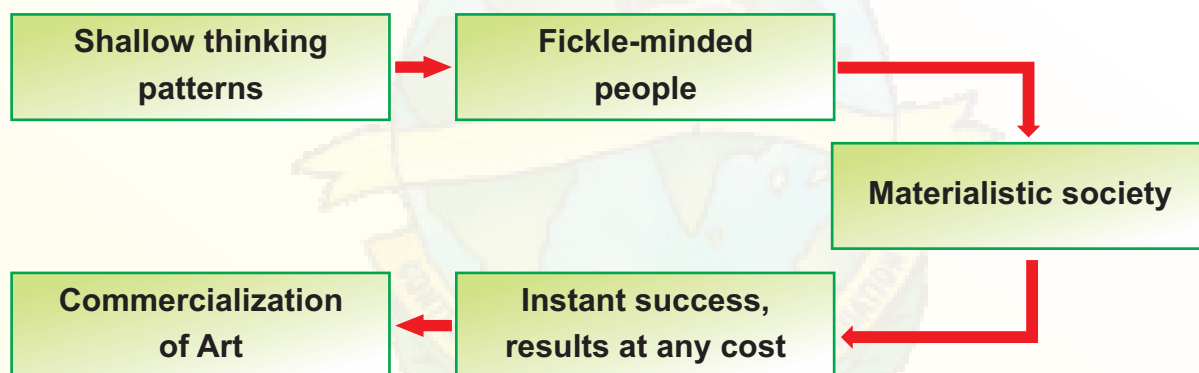 Shallow thinking
patterns
Fickle-minded
people
Materialistic society
Instant success,
results at any cost
Commercialization
of Art